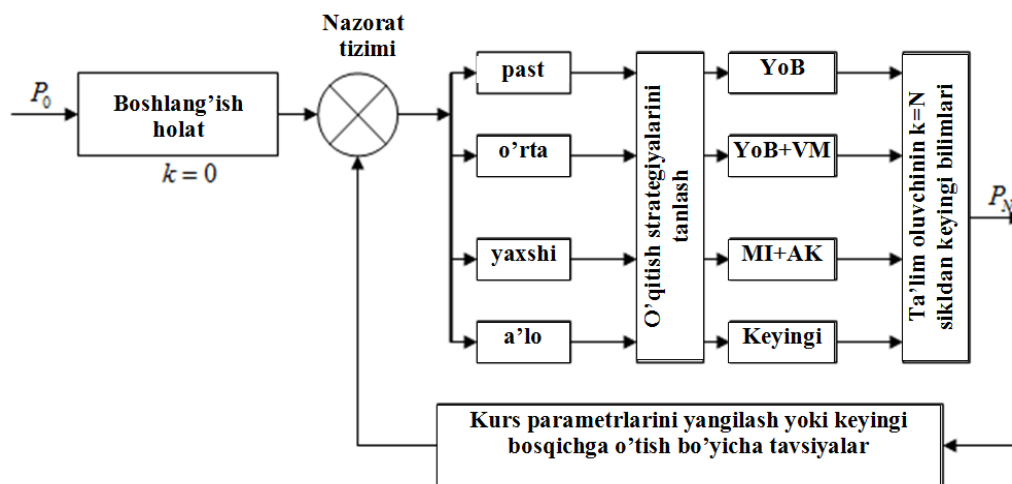 Nazorat
tizimi
P₀
Boshlang'ish
holat
k = 0
past
o'rta
yaxshi
a'lo
O'qitish strategiyalarini
tanlash
YoB
YoB+VM
MI+AK
Keyingi
Ta'lim oluvchinin k=N
sikldan keyingi bilimlari
P_N
Kurs parametrlarini yangilash yoki keyingi
bosqichga o'tish bo'yicha tavsiyalar